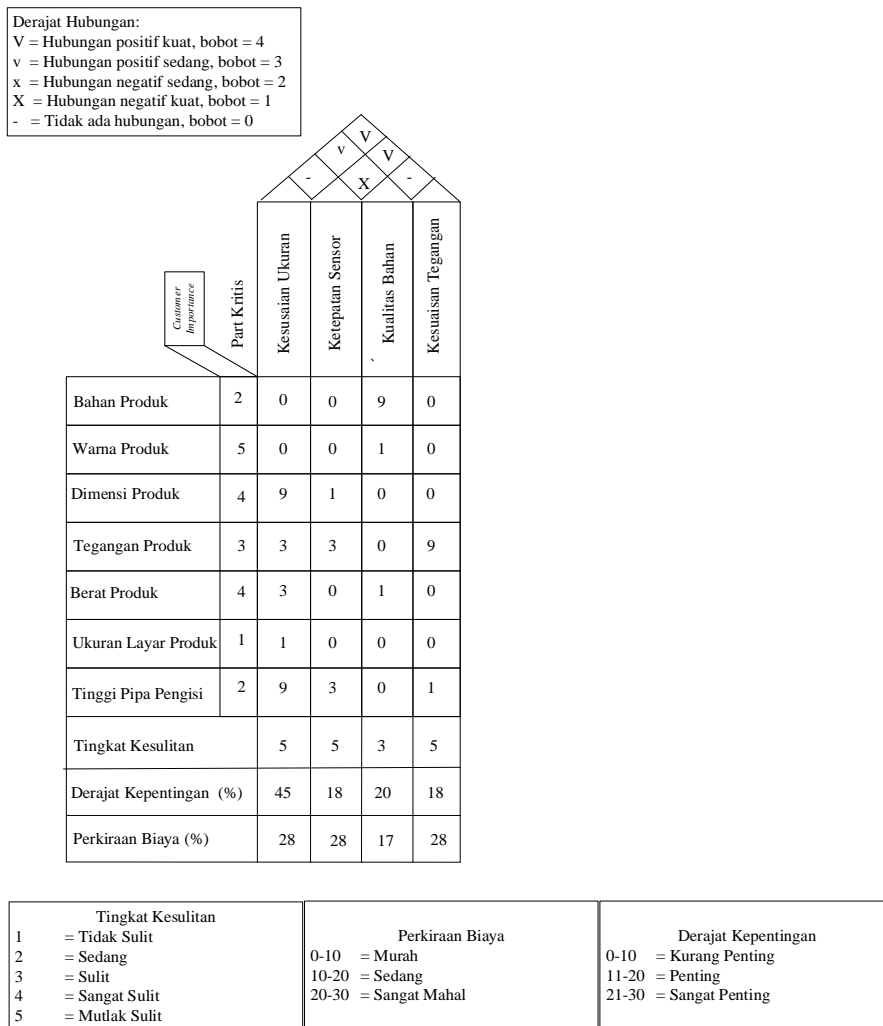 Derajat Hubungan:
V = Hubungan positif kuat, bobot = 4
v = Hubungan positif sedang, bobot = 3
x = Hubungan negatif sedang, bobot = 2
X = Hubungan negatif kuat, bobot = 1
- = Tidak ada hubungan, bobot = 0
V
v V
- X -
Customer Importance
Part Kritis
Kesusaian Ukuran
Ketepatan Sensor
Kualitas Bahan
Kesuaisan Tegangan
Bahan Produk 2 0 0 9 0
Warna Produk 5 0 0 1 0
Dimensi Produk 4 9 1 0 0
Tegangan Produk 3 3 3 0 9
Berat Produk 4 3 0 1 0
Ukuran Layar Produk 1 1 0 0 0
Tinggi Pipa Pengisi 2 9 3 0 1
Tingkat Kesulitan 5 5 3 5
Derajat Kepentingan (%) 45 18 20 18
Perkiraan Biaya (%) 28 28 17 28
Tingkat Kesulitan
1 = Tidak Sulit
2 = Sedang
3 = Sulit
4 = Sangat Sulit
5 = Mutlak Sulit
Perkiraan Biaya
0-10 = Murah
10-20 = Sedang
20-30 = Sangat Mahal
Derajat Kepentingan
0-10 = Kurang Penting
11-20 = Penting
21-30 = Sangat Penting